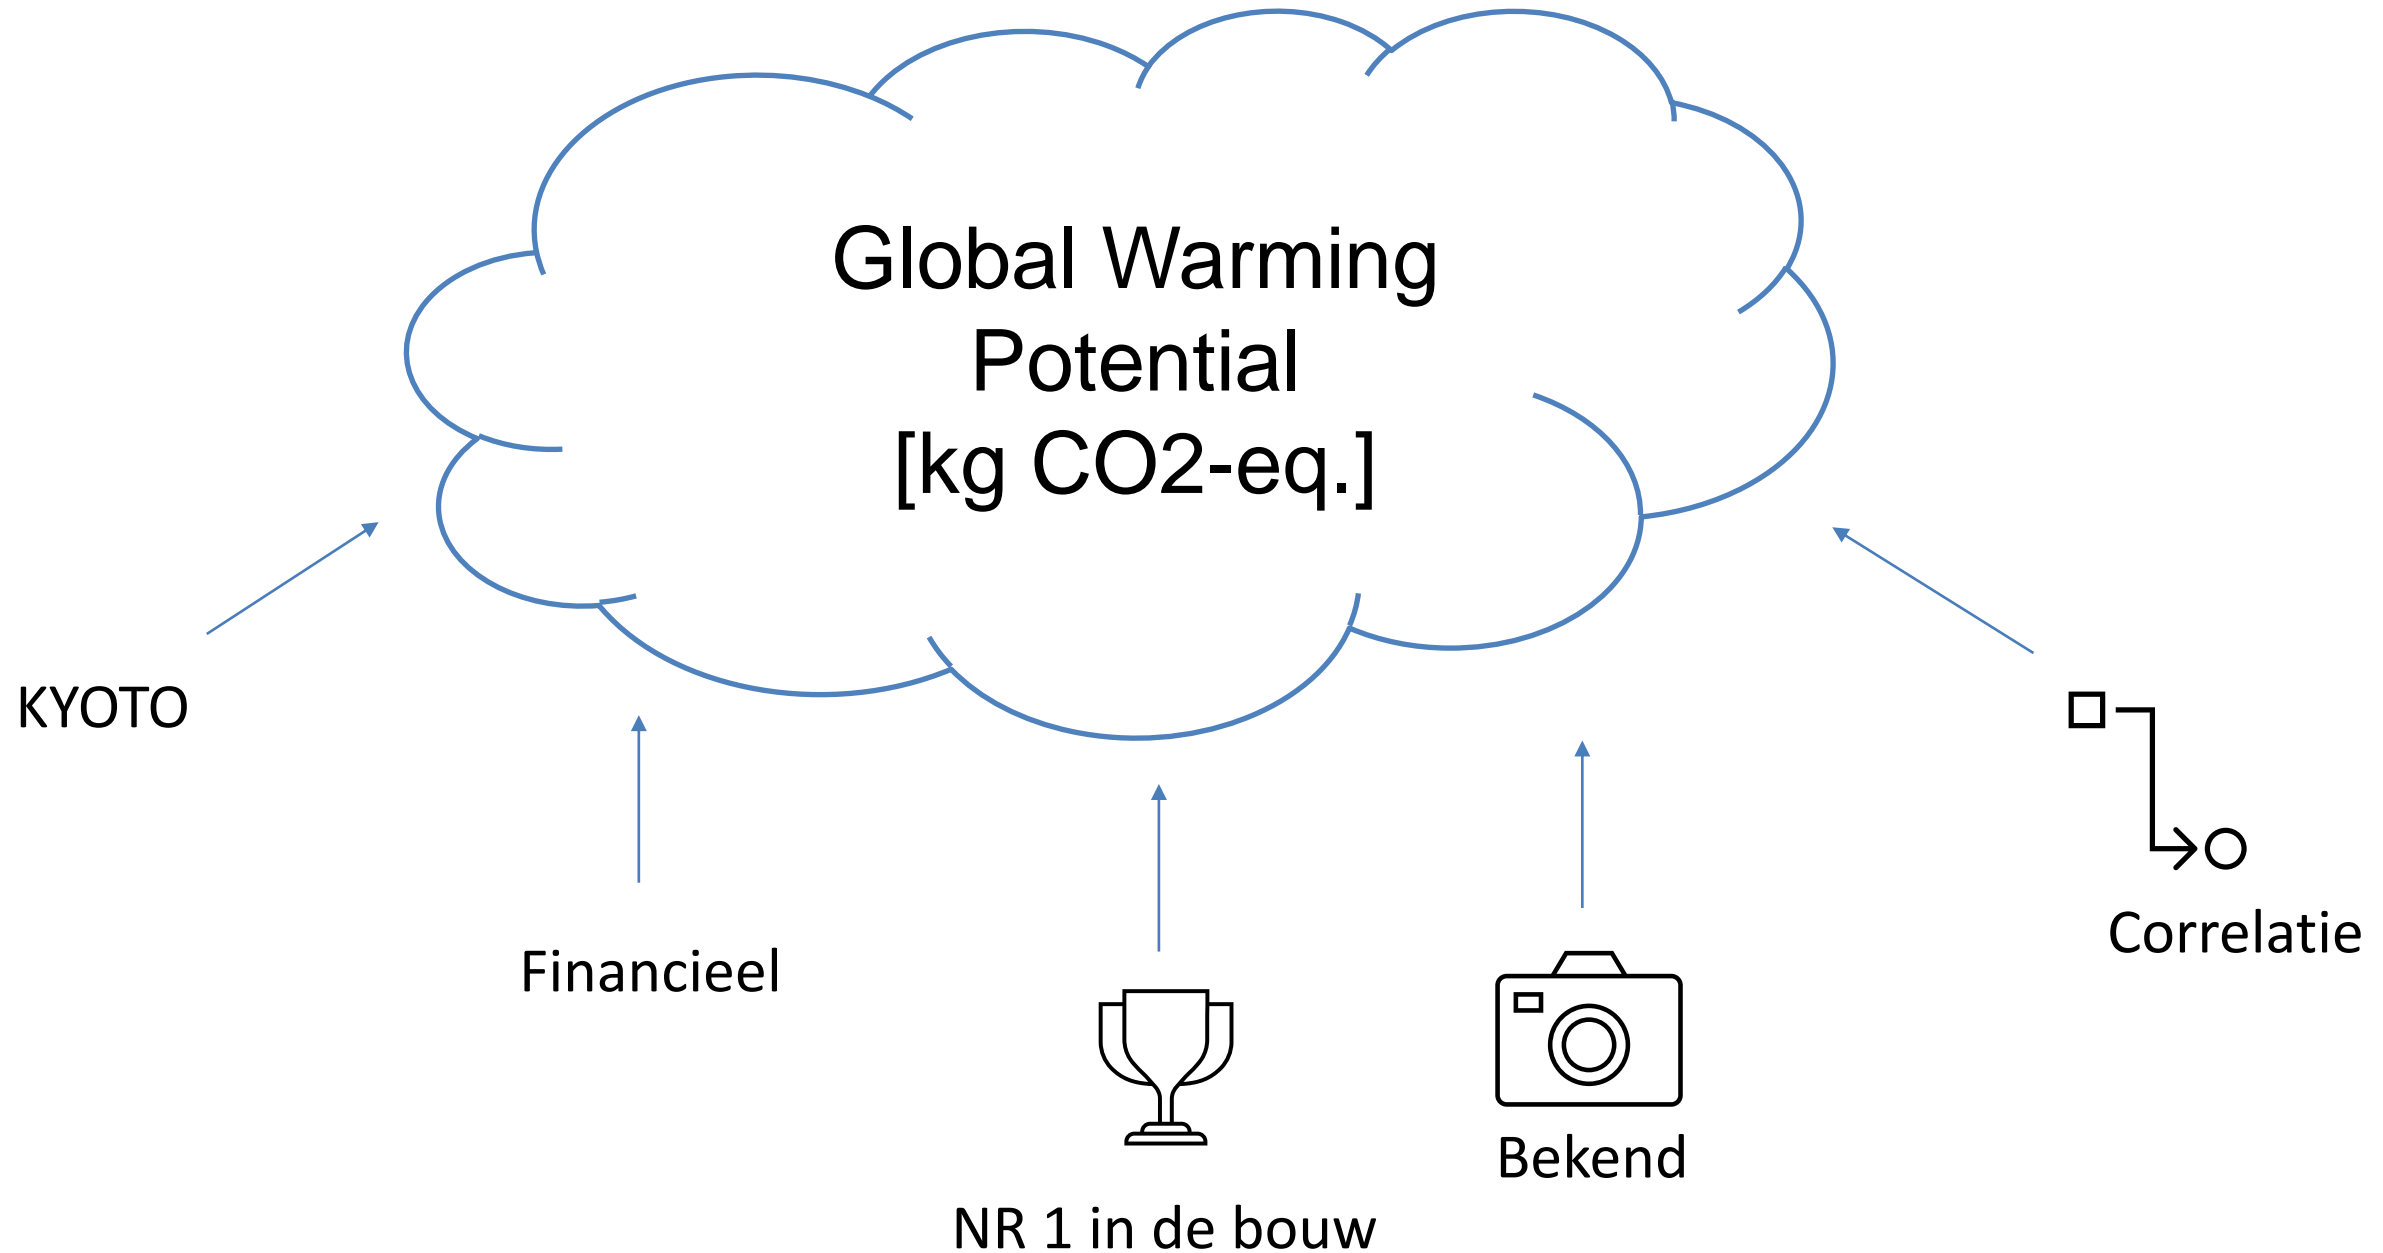 Global Warming
Potential
[kg CO2-eq.]
KYOTO
Financieel
NR 1 in de bouw
Bekend
Correlatie